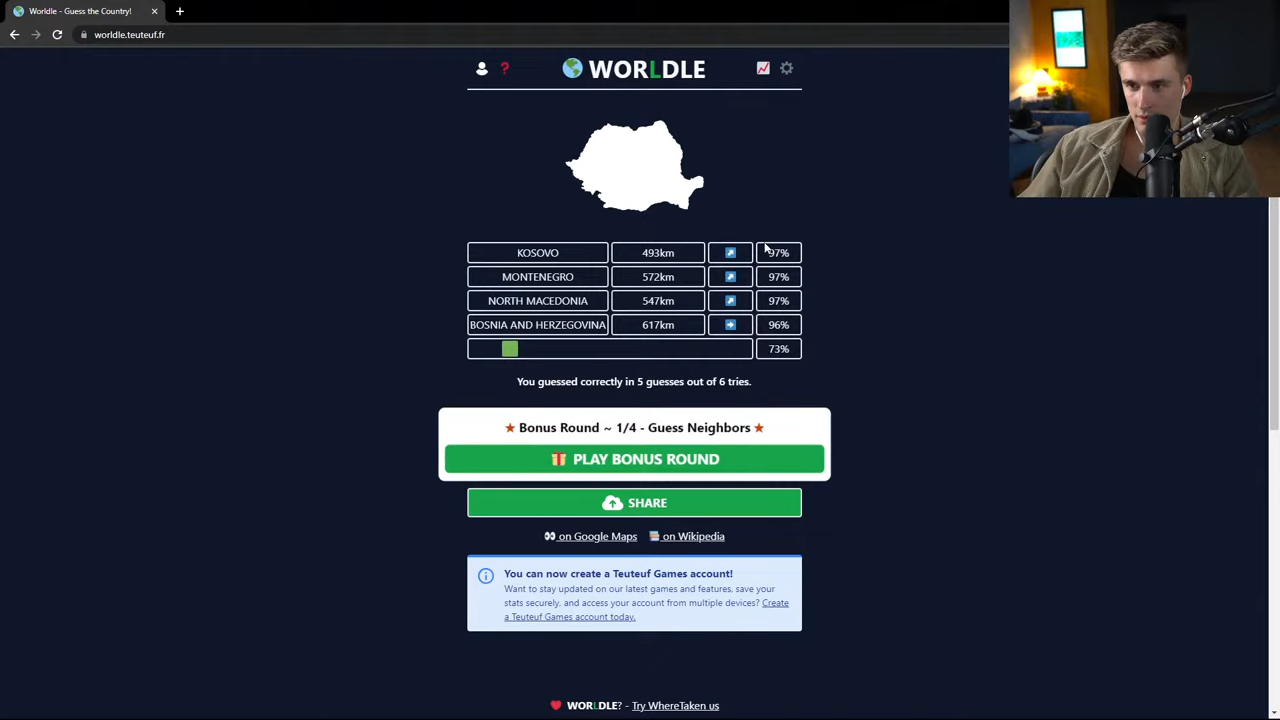 Worldle - Guess the Country!
worldle.teuteuf.fr
? WORLDLE
KOSOVO 493km 97%
MONTENEGRO 572km 97%
NORTH MACEDONIA 547km 97%
BOSNIA AND HERZEGOVINA 617km 96%
73%
You guessed correctly in 5 guesses out of 6 tries.
Bonus Round ~ 1/4 - Guess Neighbors
PLAY BONUS ROUND
SHARE
on Google Maps on Wikipedia
You can now create a Teuteuf Games account!
Want to stay updated on our latest games and features, save your
stats securely, and access your account from multiple devices? Create
a Teuteuf Games account today.
WORLDLE? - Try WhereTaken us